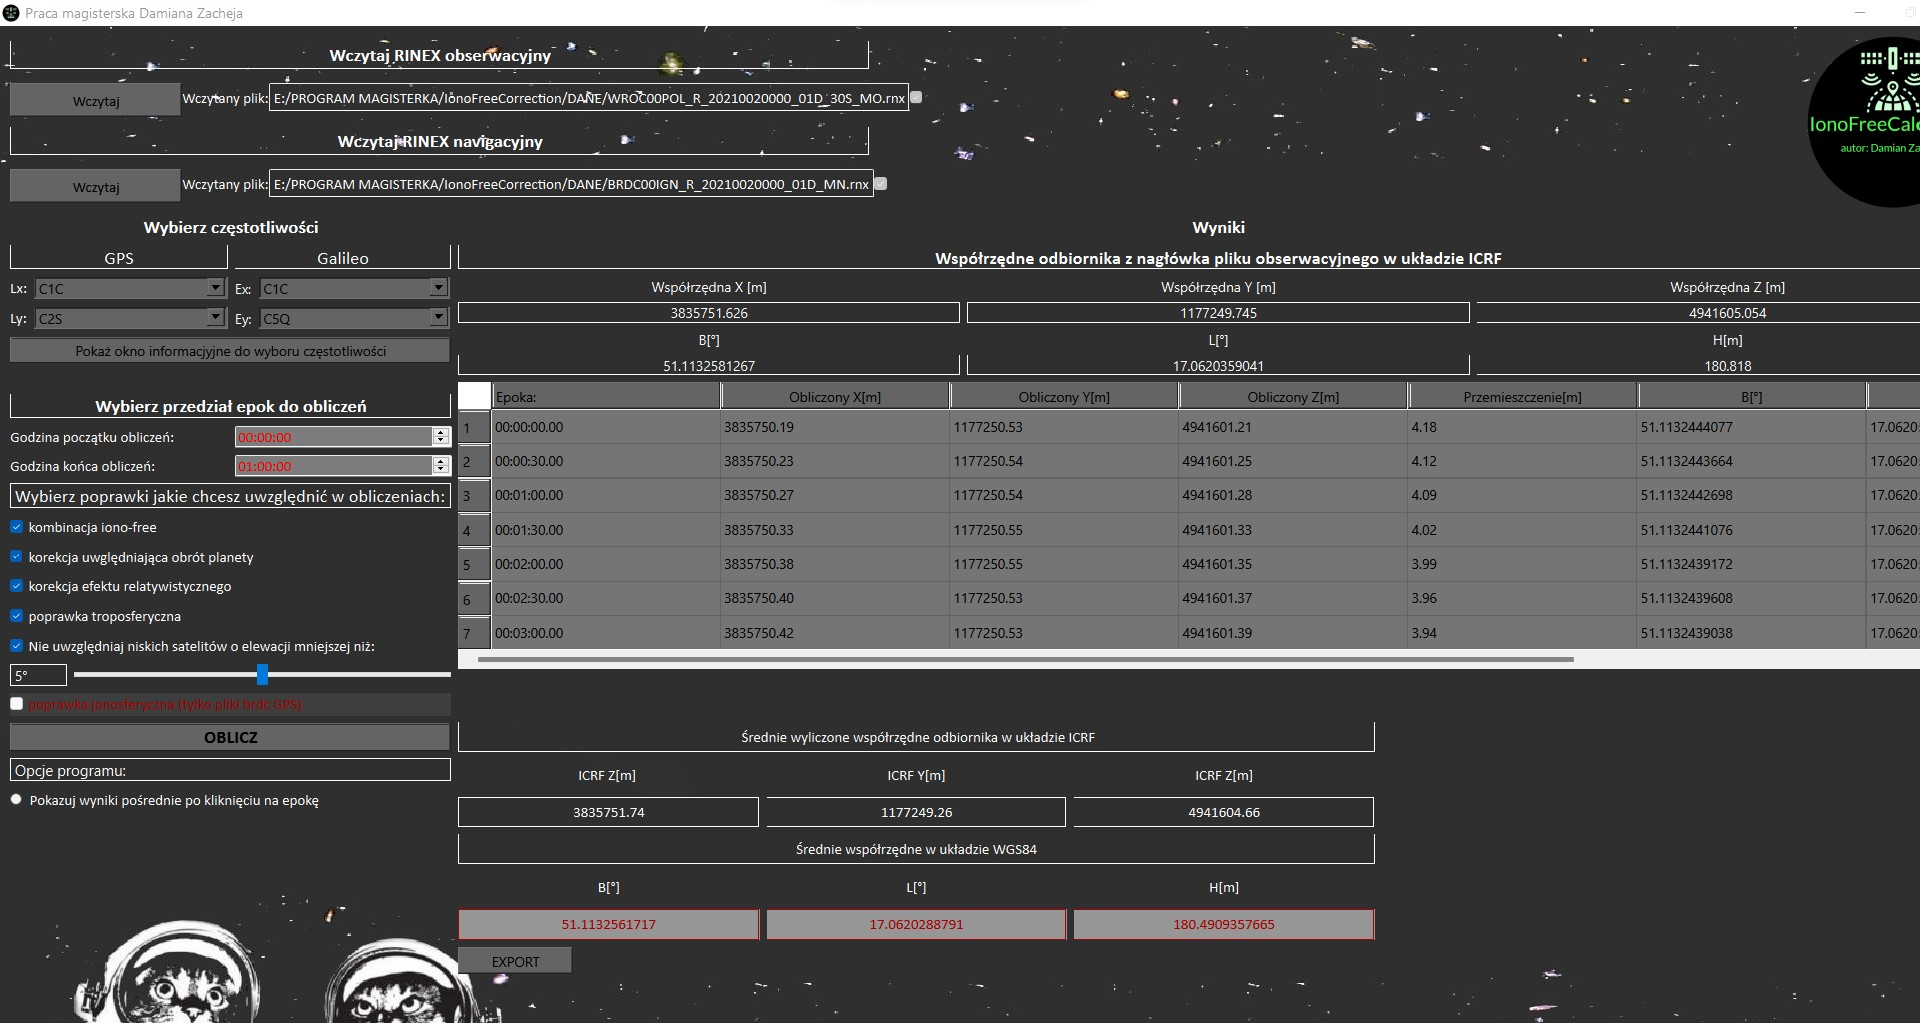 Praca magisterska Damiana Zacheja
Wczytaj RINEX obserwacyjny
Wczytaj
Wczytany plik:
E:/PROGRAM MAGISTERKA/IonoFreeCorrection/DANE/WROC00POL_R_20210020000_01D_30S_MO.rnx
Wczytaj RINEX nawigacyjny
Wczytaj
Wczytany plik:
E:/PROGRAM MAGISTERKA/IonoFreeCorrection/DANE/BRDC00IGN_R_20210020000_01D_MN.rnx
IonoFreeCalc
autor: Damian Za
Wybierz częstotliwości
GPS
Galileo
Lx: C1C
Ex: C1C
Ly: C2S
Ey: C5Q
Pokaż okno informacjyjne do wyboru częstotliwości
Wybierz przedział epok do obliczeń
Godzina początku obliczeń: 00:00:00
Godzina końca obliczeń: 01:00:00
Wybierz poprawki jakie chcesz uwzględnić w obliczeniach:
kombinacja iono-free
korekcja uwględniająca obrót planety
korekcja efektu relatywistycznego
poprawka troposferyczna
Nie uwzględniaj niskich satelitów o elewacji mniejszej niż:
5°
poprawka jonosferyczna (tylko pliki brdc GPS)
OBLICZ
Opcje programu:
Pokazuj wyniki pośrednie po kliknięciu na epokę
Wyniki
Współrzędne odbiornika z nagłówka pliku obserwacyjnego w układzie ICRF
Współrzędna X [m] Współrzędna Y [m] Współrzędna Z [m]
3835751.626 1177249.745 4941605.054
B[°] L[°] H[m]
51.1132581267 17.0620359041 180.818
Epoka: Obliczony X[m] Obliczony Y[m] Obliczony Z[m] Przemieszczenie[m] B[°]
1 00:00:00.00 3835750.19 1177250.53 4941601.21 4.18 51.1132444077 17.0620
2 00:00:30.00 3835750.23 1177250.54 4941601.25 4.12 51.1132443664 17.0620
3 00:01:00.00 3835750.27 1177250.54 4941601.28 4.09 51.1132442698 17.0620
4 00:01:30.00 3835750.33 1177250.55 4941601.33 4.02 51.1132441076 17.0620
5 00:02:00.00 3835750.38 1177250.55 4941601.35 3.99 51.1132439172 17.0620
6 00:02:30.00 3835750.40 1177250.53 4941601.37 3.96 51.1132439608 17.0620
7 00:03:00.00 3835750.42 1177250.53 4941601.39 3.94 51.1132439038 17.0620
Średnie wyliczone współrzędne odbiornika w układzie ICRF
ICRF Z[m] ICRF Y[m] ICRF Z[m]
3835751.74 1177249.26 4941604.66
Średnie współrzędne w układzie WGS84
B[°] L[°] H[m]
51.1132561717 17.0620288791 180.4909357665
EXPORT